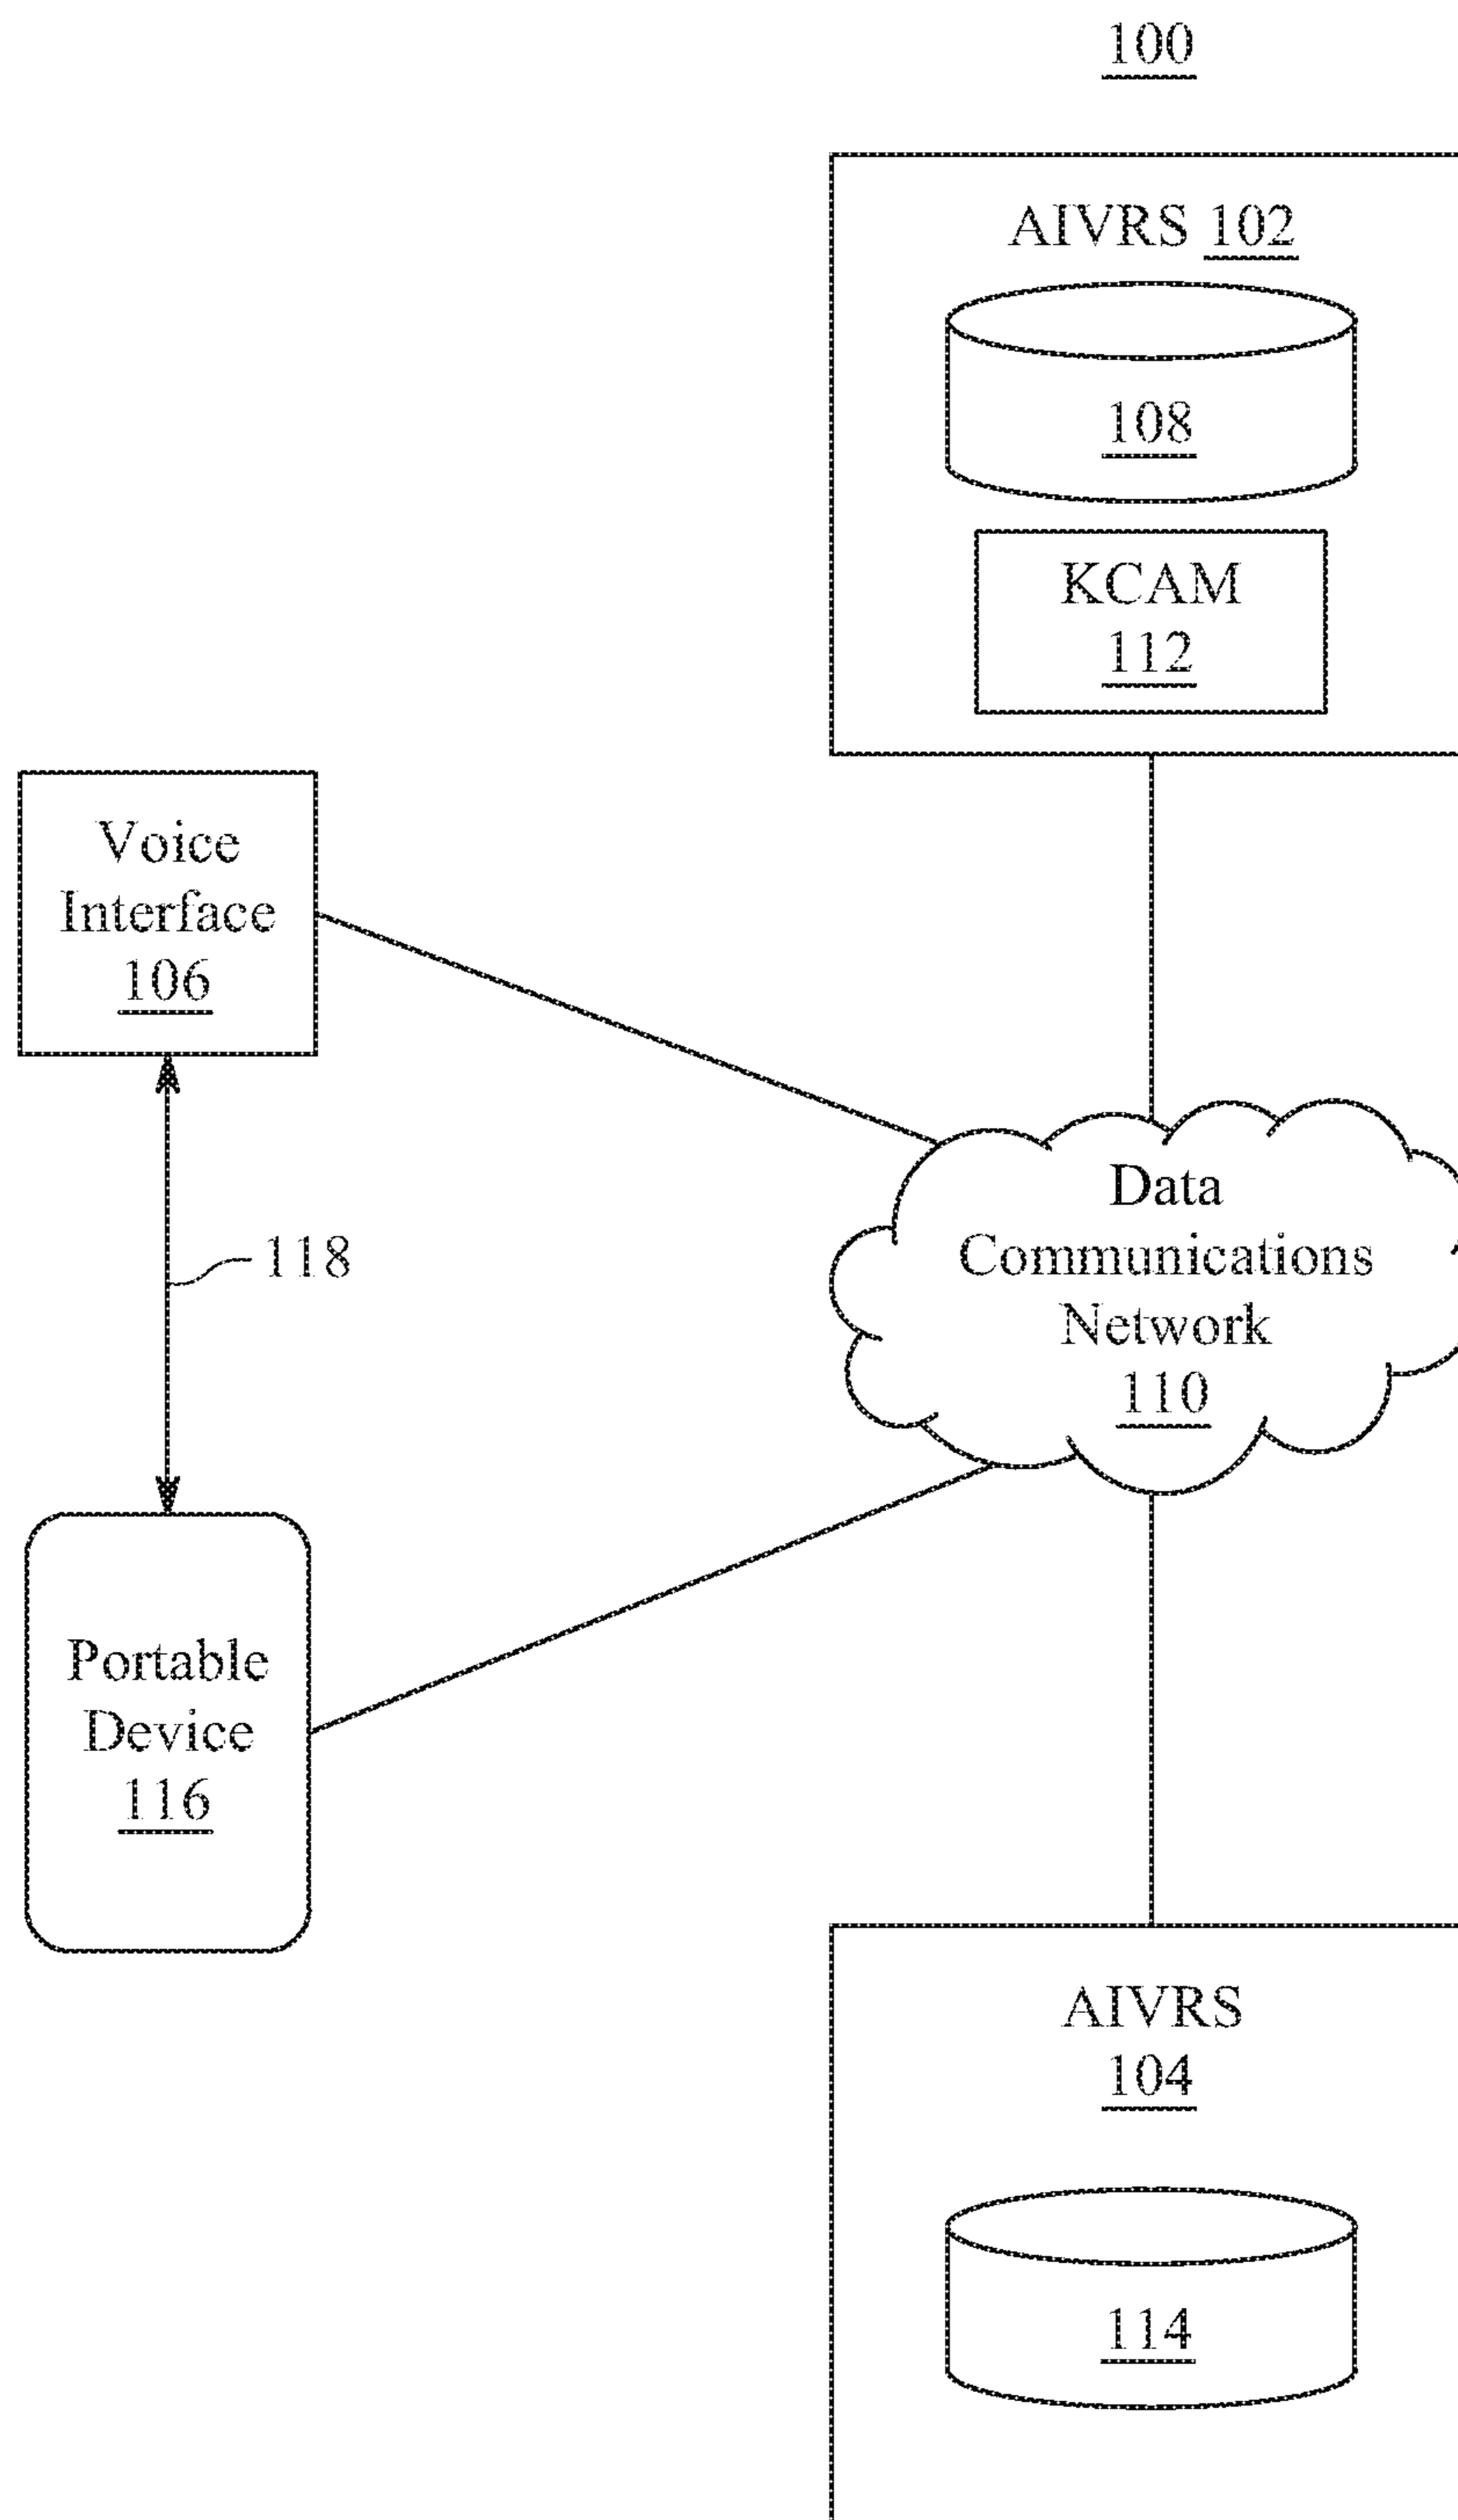 100
AIVRS 102
108
KCAM
112
Voice
Interface
106
Data
Communications
Network
110
118
Portable
Device
116
AIVRS
104
114